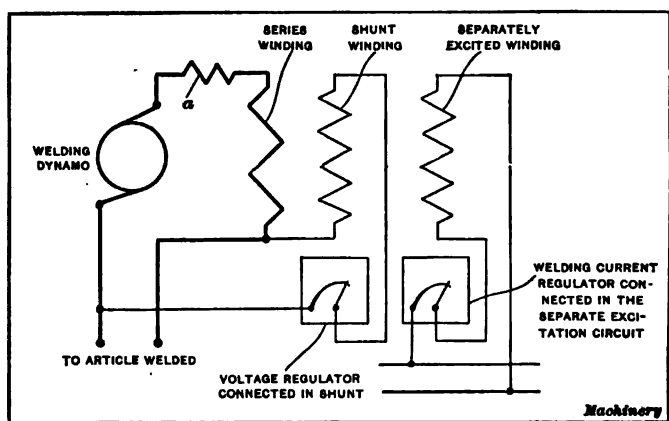 SERIES
WINDING
SHUNT
WINDING
SEPARATELY
EXCITED WINDING
a
WELDING
DYNAMO
WELDING CURRENT
REGULATOR CON-
NECTED IN THE
SEPARATE EXCI-
TATION CIRCUIT
TO ARTICLE WELDED
VOLTAGE REGULATOR
CONNECTED IN SHUNT
Machinery